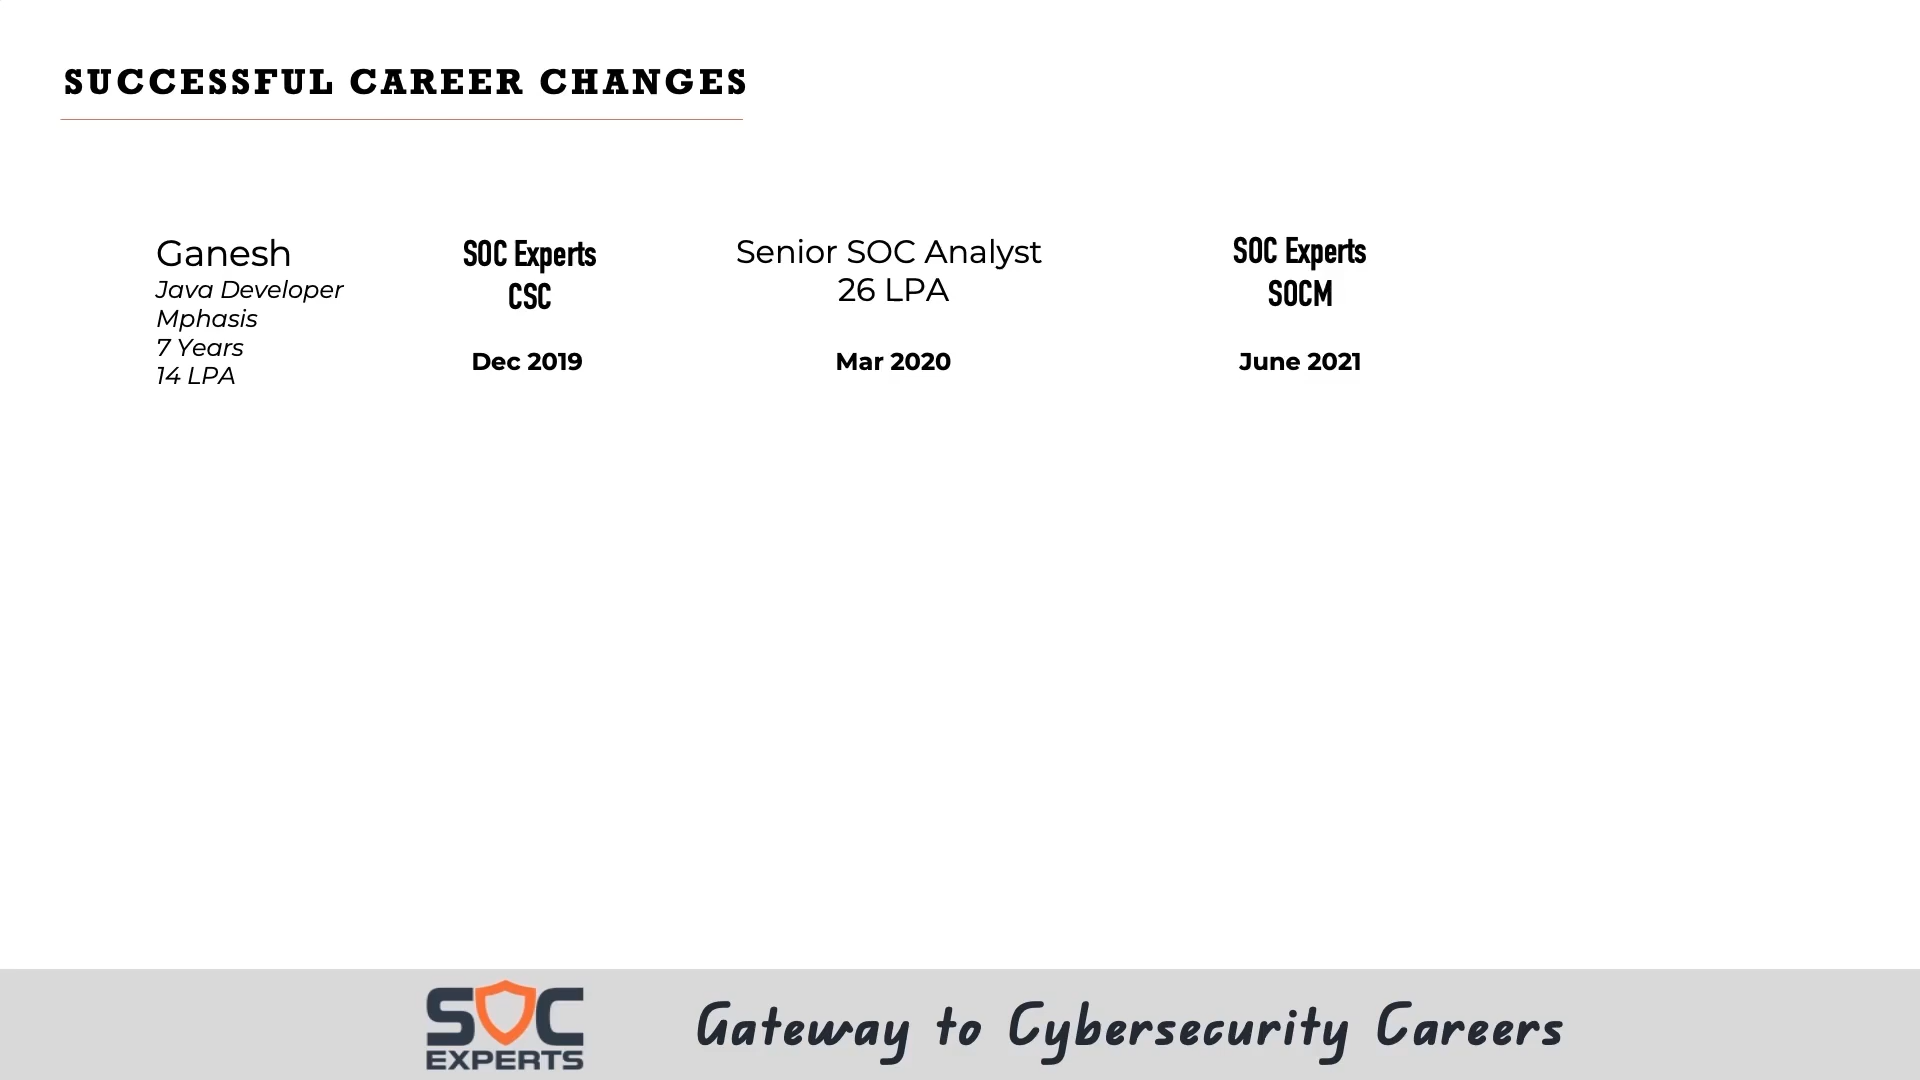 SUCCESSFUL CAREER CHANGES
Ganesh
Java Developer
Mphasis
7 Years
14 LPA
SOC Experts
CSC
Dec 2019
Senior SOC Analyst
26 LPA
Mar 2020
SOC Experts
SOCM
June 2021
SOC
EXPERTS
Gateway to Cybersecurity Careers